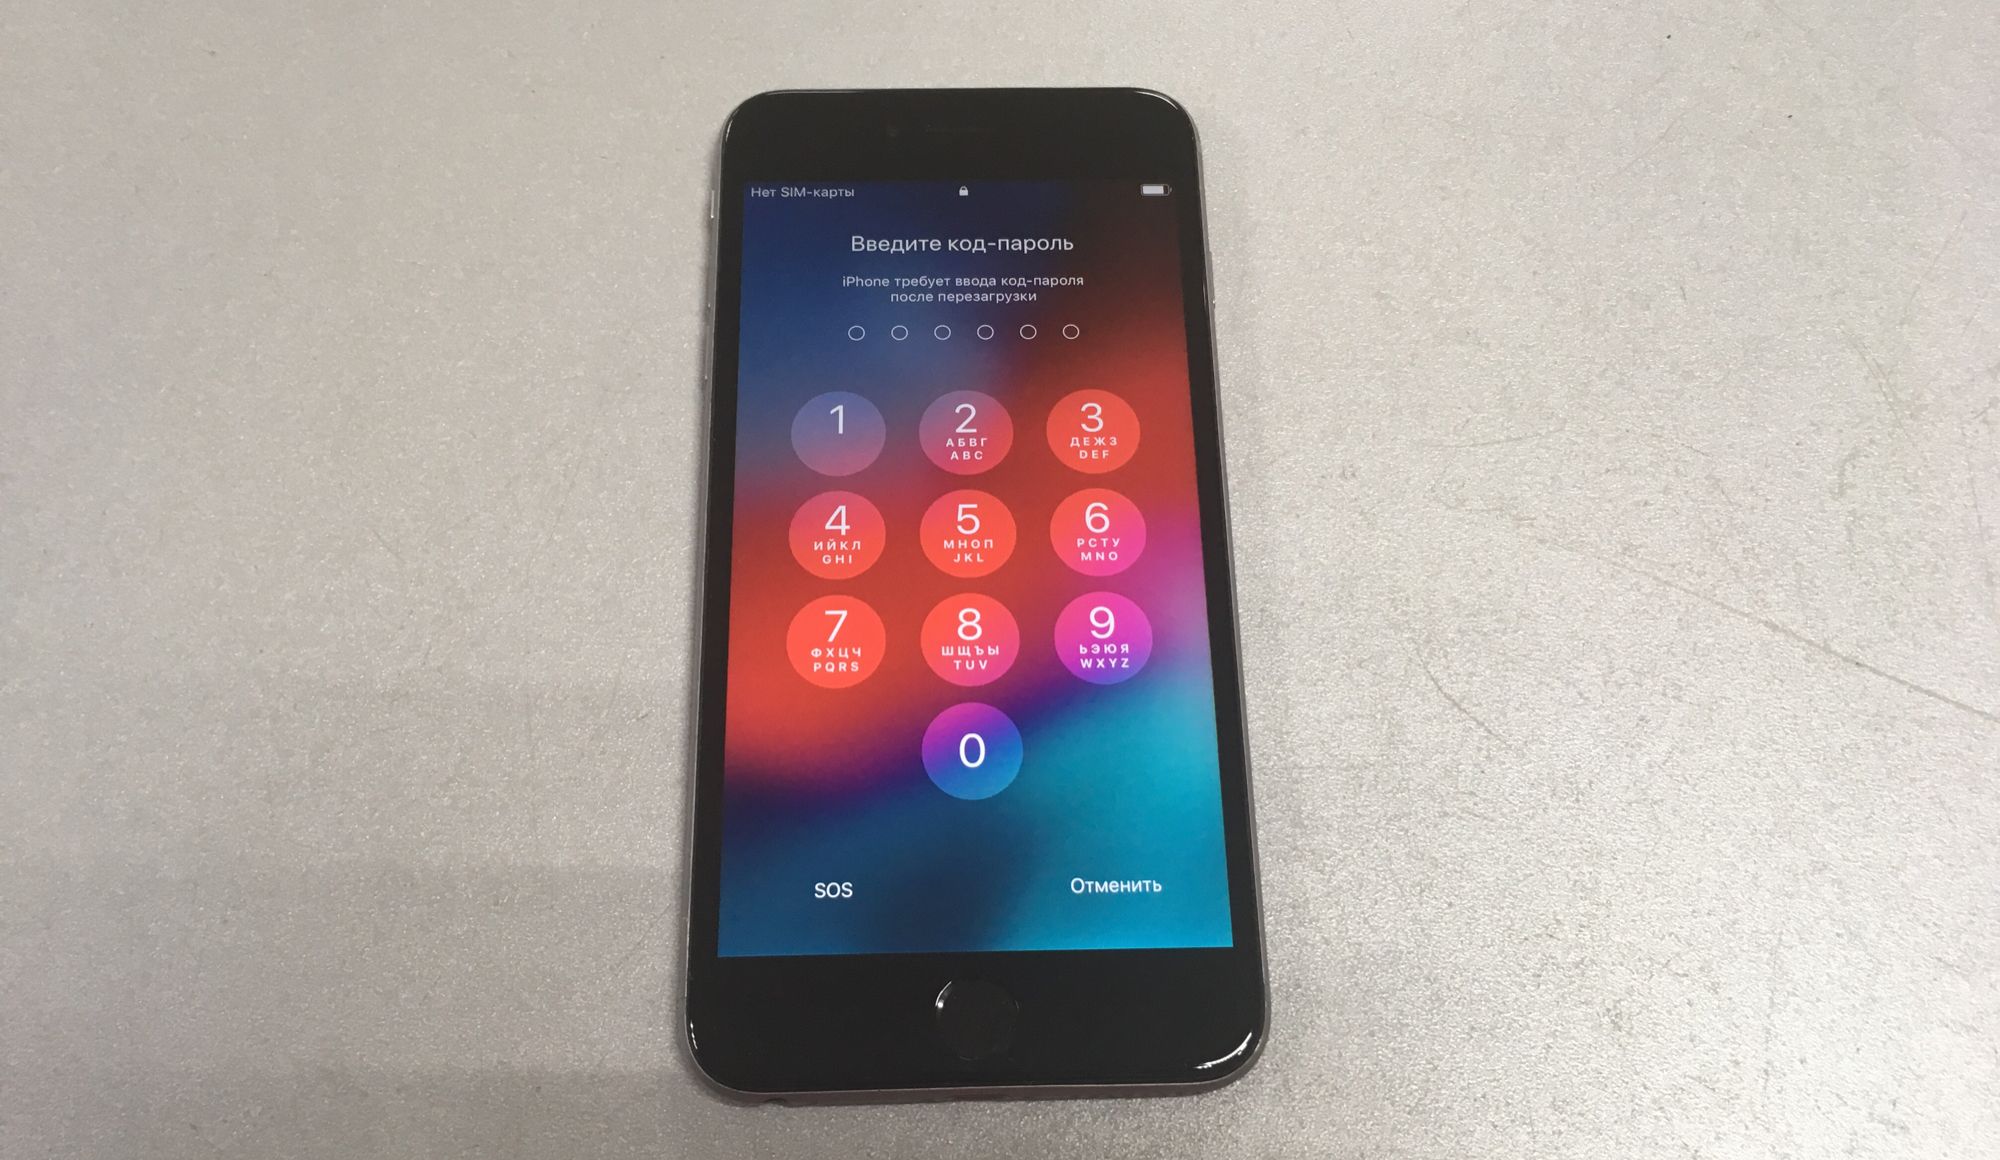 Нет SIM-карты
Введите код-пароль
iPhone требует ввода код-пароля
после перезагрузки
1 2 3
АБВГ ДЕЖЗ
ABC DEF
4 5 6
ИЙКЛ МНОП РСТУ
GHI JKL MNO
7 8 9
ФХЦЧ ШЩЪЫ ЬЭЮЯ
PQRS TUV WXYZ
0
SOS Отменить